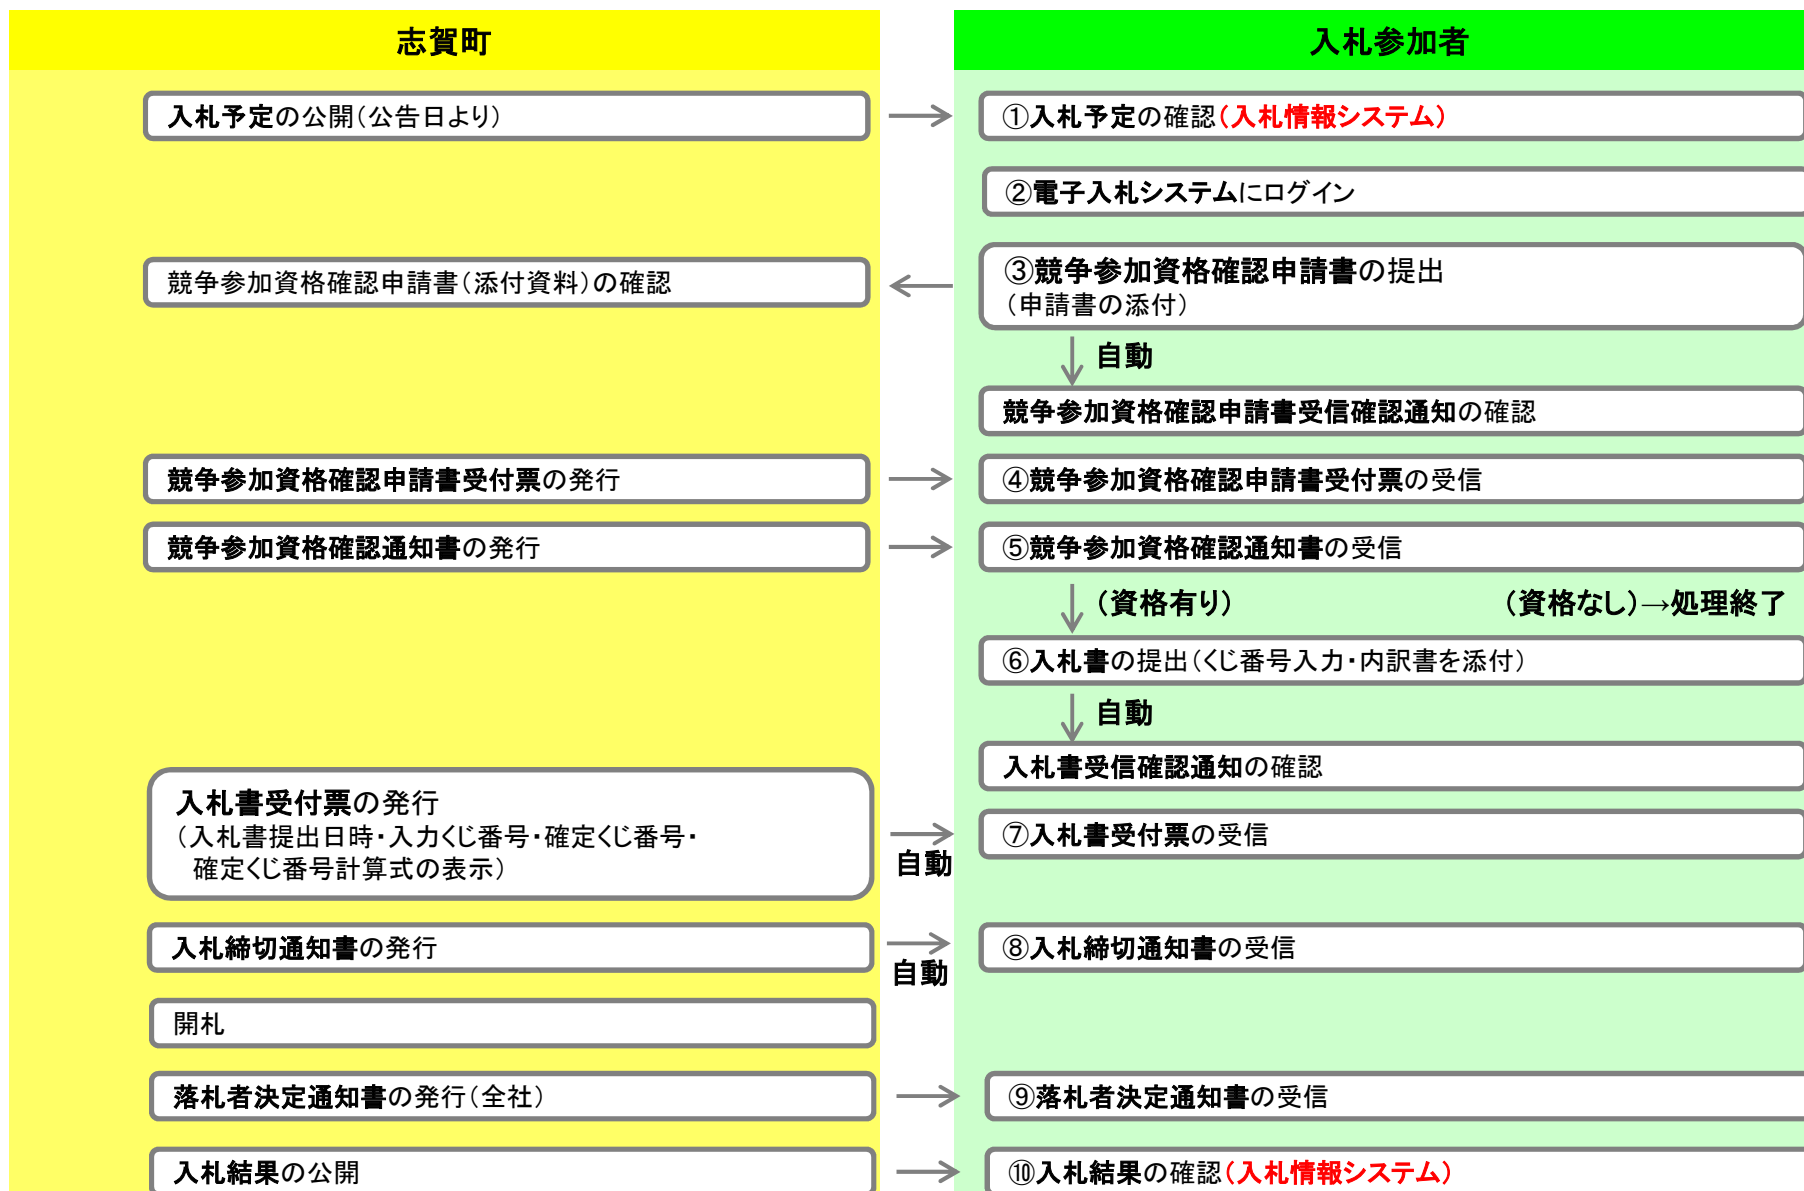 志賀町
入札参加者
入札予定の公開（公告日より）
①入札予定の確認（入札情報システム）
②電子入札システムにログイン
競争参加資格確認申請書（添付資料）の確認
③競争参加資格確認申請書の提出
（申請書の添付）
自動
競争参加資格確認申請書受信確認通知の確認
競争参加資格確認申請書受付票の発行
④競争参加資格確認申請書受付票の受信
競争参加資格確認通知書の発行
⑤競争参加資格確認通知書の受信
（資格有り）
（資格なし）→処理終了
⑥入札書の提出（くじ番号入力・内訳書を添付）
自動
入札書受信確認通知の確認
入札書受付票の発行
（入札書提出日時・入力くじ番号・確定くじ番号・
確定くじ番号計算式の表示）
自動
⑦入札書受付票の受信
入札締切通知書の発行
自動
⑧入札締切通知書の受信
開札
落札者決定通知書の発行（全社）
⑨落札者決定通知書の受信
入札結果の公開
⑩入札結果の確認（入札情報システム）